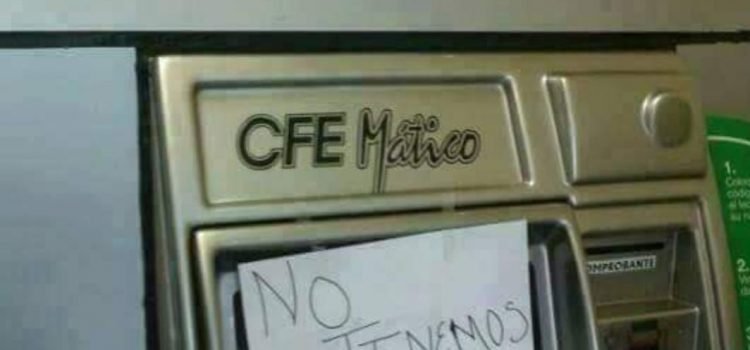 CFE Mático
COMPROBANTE
NO
TENEMOS
1.
2.